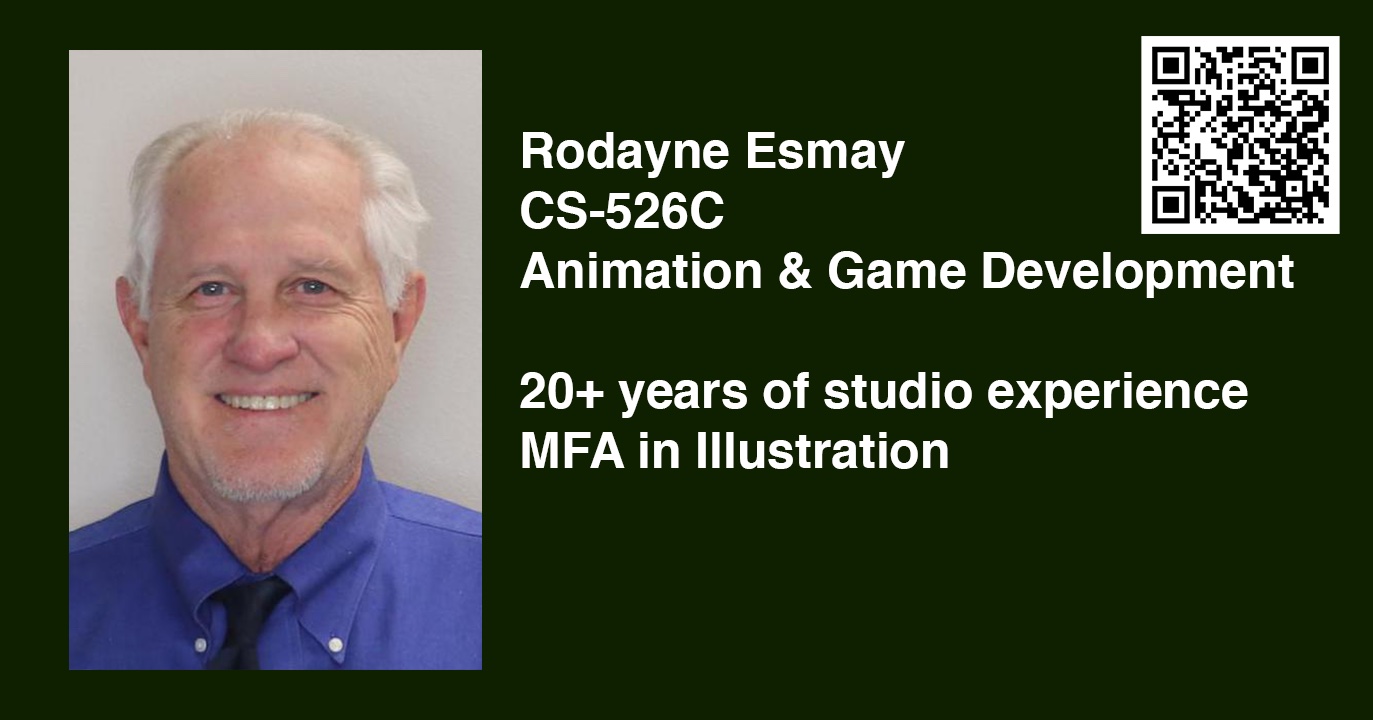 Rodayne Esmay
CS-526C
Animation & Game Development
20+ years of studio experience
MFA in Illustration